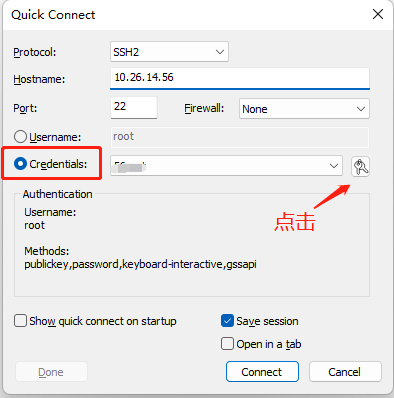 Quick Connect
Protocol: SSH2
Hostname: 10.26.14.56
Port: 22 Firewall: None
Username: root
Credentials:
点击
Authentication
Username:
root
Methods:
publickey,password,keyboard-interactive,gssapi
Show quick connect on startup Save session
Open in a tab
Done Connect Cancel